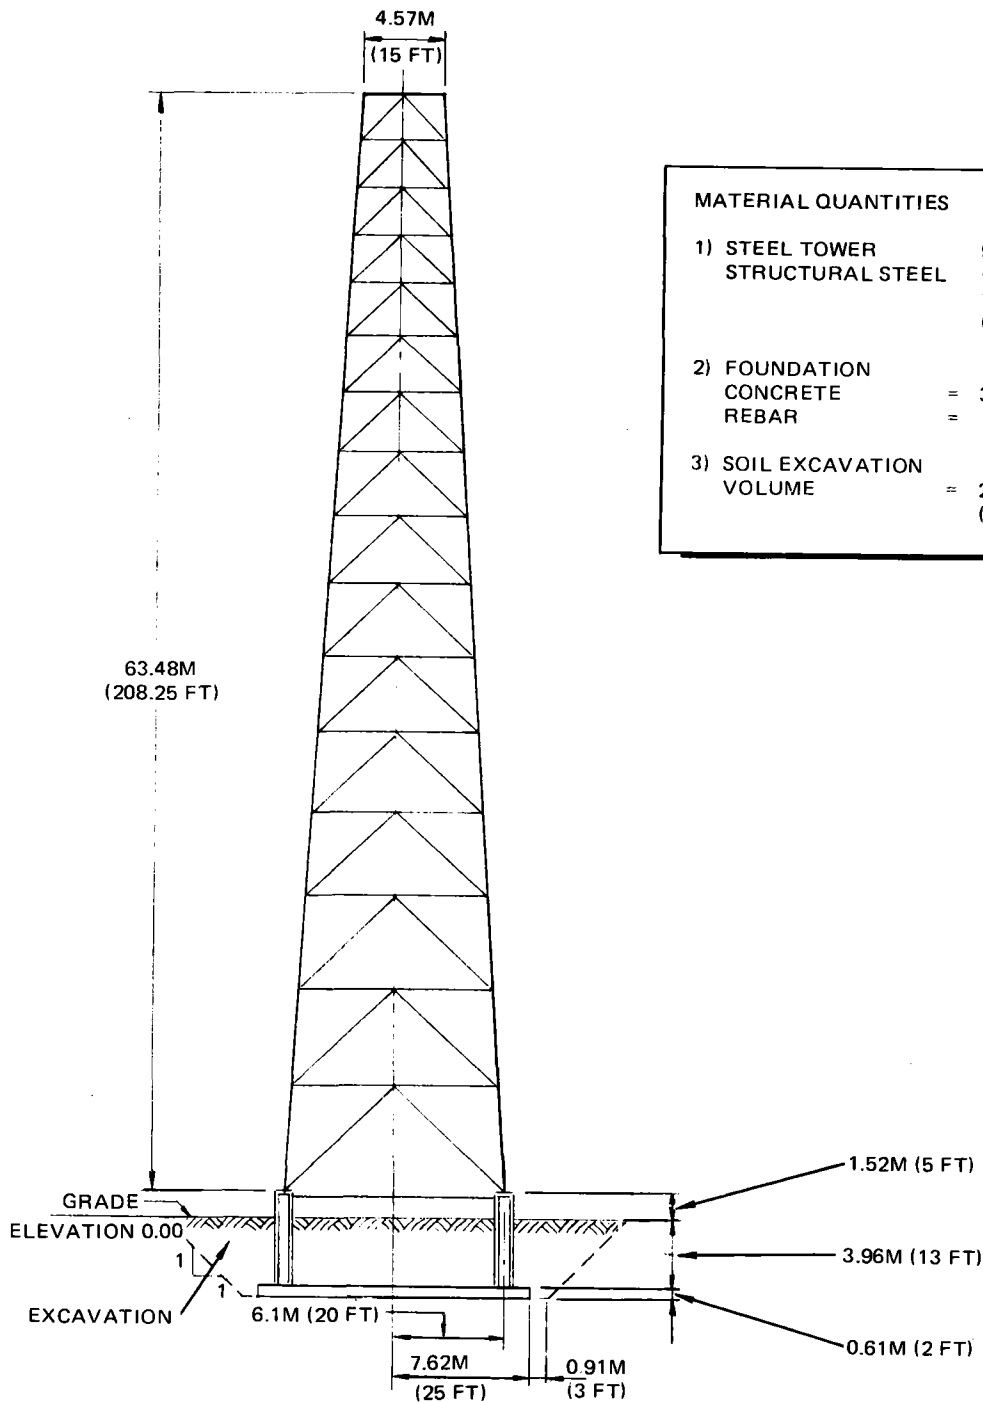 4.57M
(15 FT)
MATERIAL QUANTITIES
1) STEEL TOWER
STRUCTURAL STEEL
2) FOUNDATION
CONCRETE =
REBAR =
3) SOIL EXCAVATION
VOLUME =
63.48M
(208.25 FT)
1.52M (5 FT)
GRADE
ELEVATION 0.00
1
1
3.96M (13 FT)
EXCAVATION
6.1M (20 FT)
0.61M (2 FT)
7.62M
(25 FT)
0.91M
(3 FT)